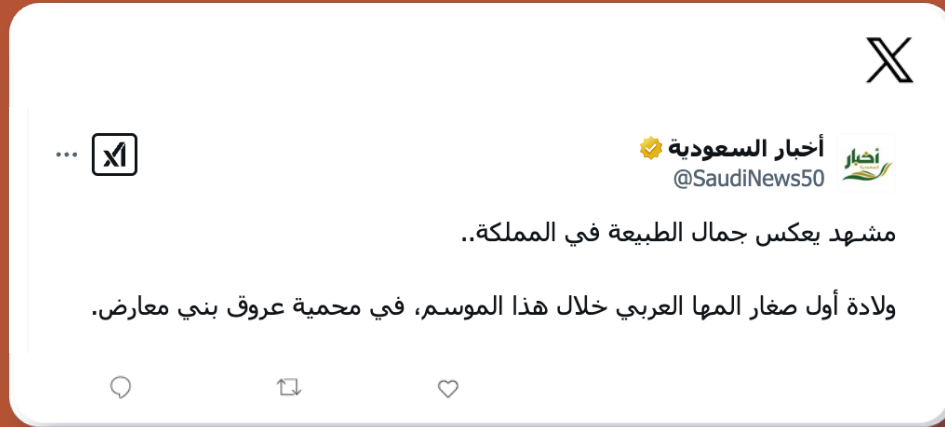 أخبار السعودية
@SaudiNews50
مشهد يعكس جمال الطبيعة في المملكة..
ولادة أول صغار المها العربي خلال هذا الموسم، في محمية عروق بني معارض.